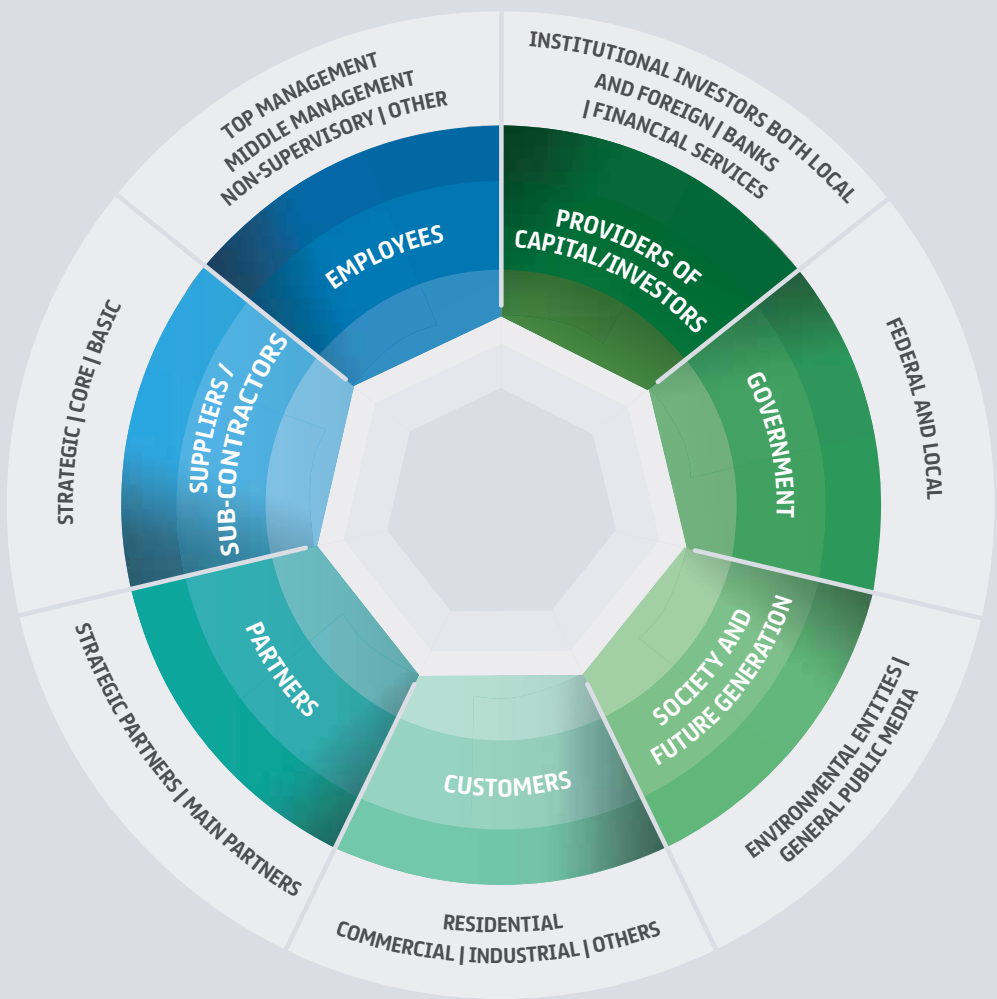 TOP MANAGEMENT
MIDDLE MANAGEMENT
NON-SUPERVISORY | OTHER
EMPLOYEES
INSTITUTIONAL INVESTORS BOTH LOCAL
AND FOREIGN | BANKS
| FINANCIAL SERVICES
PROVIDERS OF
CAPITAL/INVESTORS
FEDERAL AND LOCAL
GOVERNMENT
ENVIRONMENTAL ENTITIES |
GENERAL PUBLIC MEDIA
SOCIETY AND
FUTURE GENERATION
CUSTOMERS
RESIDENTIAL
COMMERCIAL | INDUSTRIAL | OTHERS
PARTNERS
STRATEGIC PARTNERS | MAIN PARTNERS
SUPPLIERS /
SUB-CONTRACTORS
STRATEGIC | CORE | BASIC